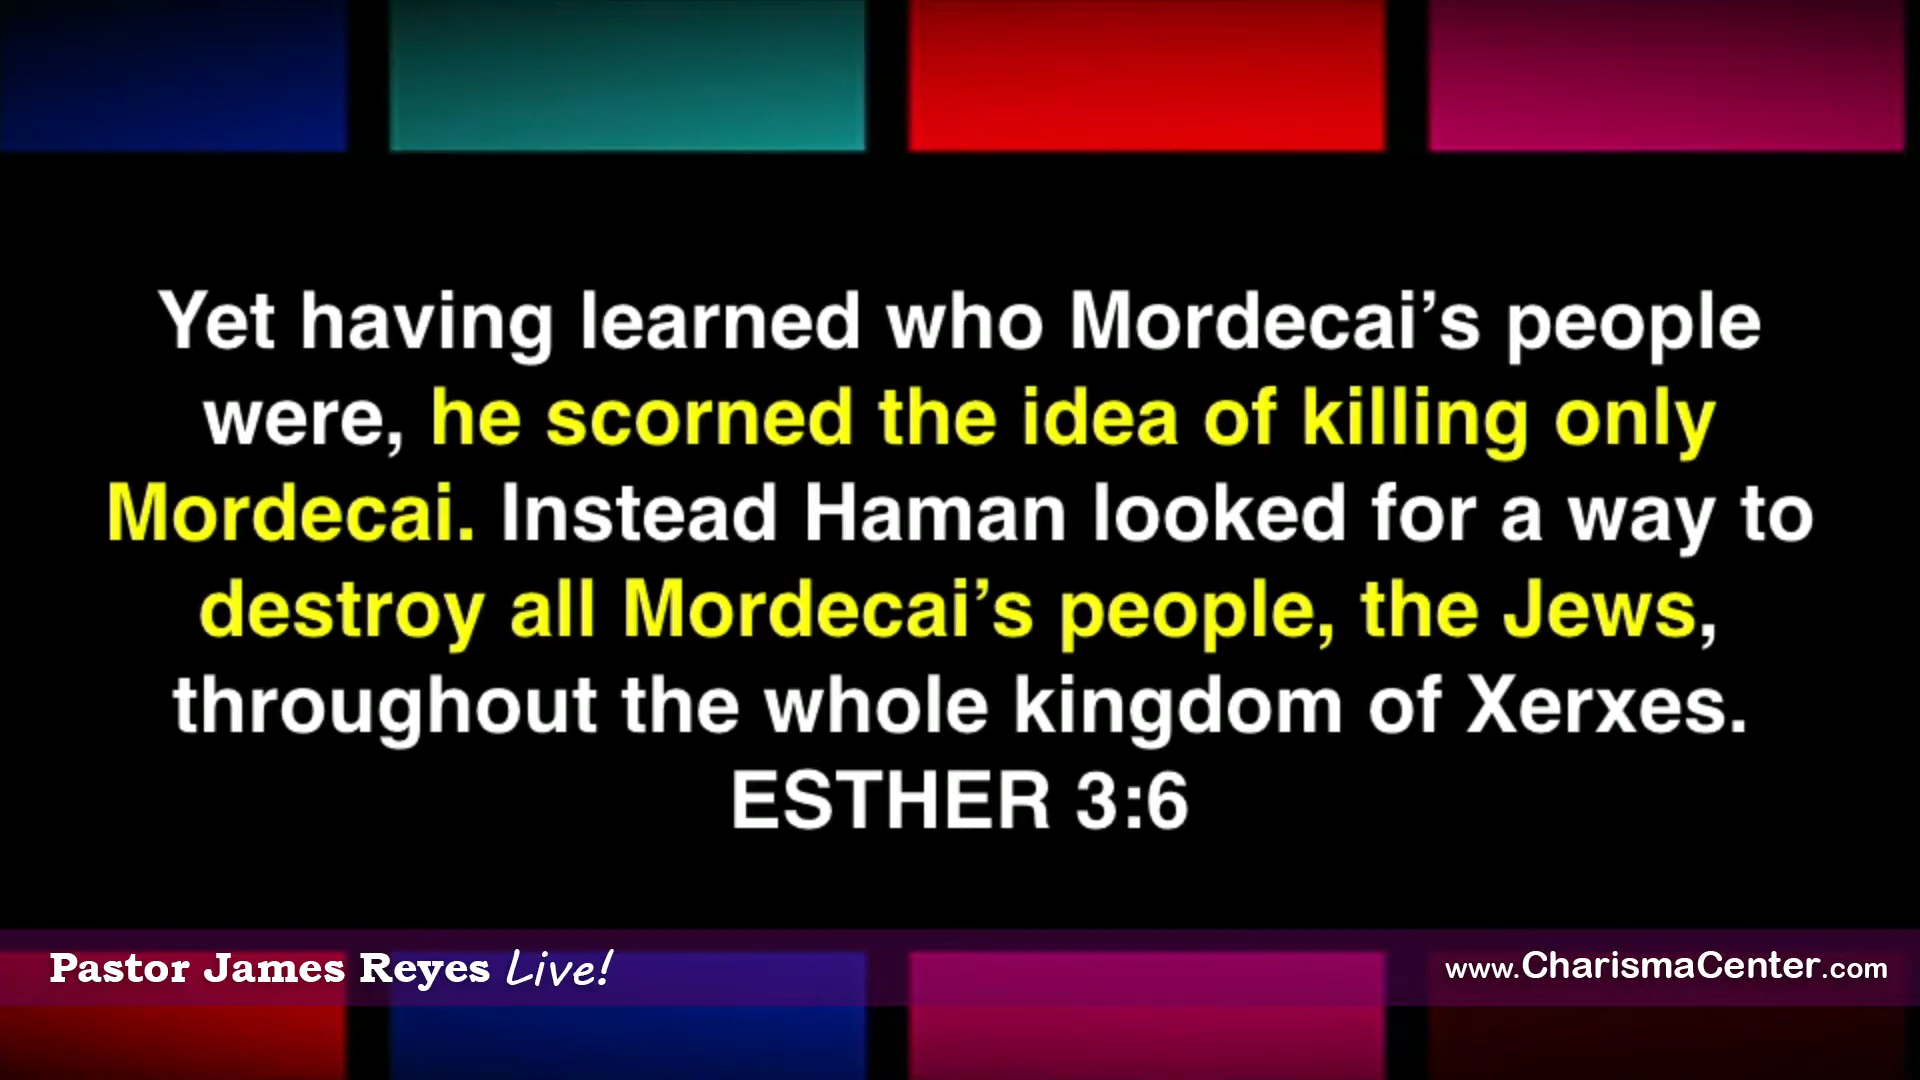 Yet having learned who Mordecai’s people
were, he scorned the idea of killing only
Mordecai. Instead Haman looked for a way to
destroy all Mordecai’s people, the Jews,
throughout the whole kingdom of Xerxes.
ESTHER 3:6
Pastor James Reyes Live!
www.CharismaCenter.com